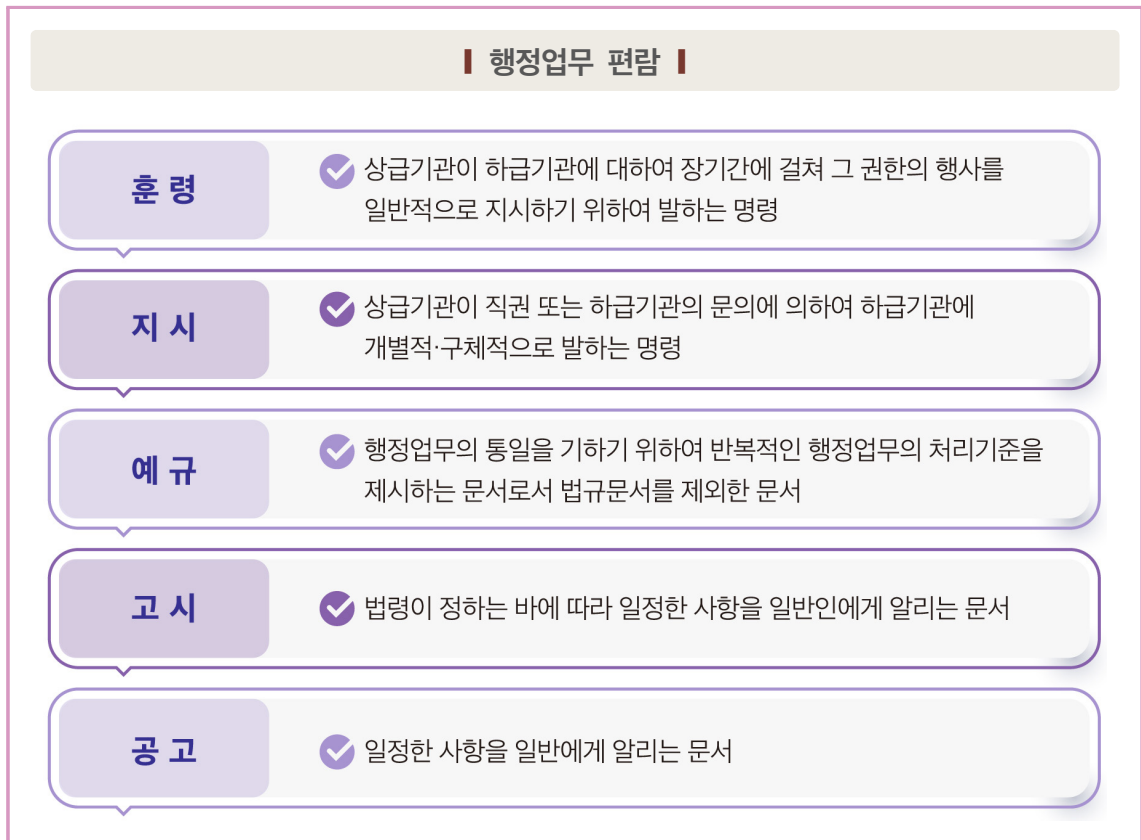 행정업무 편람
훈 령
상급기관이 하급기관에 대하여 장기간에 걸쳐 그 권한의 행사를
일반적으로 지시하기 위하여 발하는 명령
지 시
상급기관이 직권 또는 하급기관의 문의에 의하여 하급기관에
개별적·구체적으로 발하는 명령
예 규
행정업무의 통일을 기하기 위하여 반복적인 행정업무의 처리기준을
제시하는 문서로서 법규문서를 제외한 문서
고 시
법령이 정하는 바에 따라 일정한 사항을 일반인에게 알리는 문서
공 고
일정한 사항을 일반에게 알리는 문서